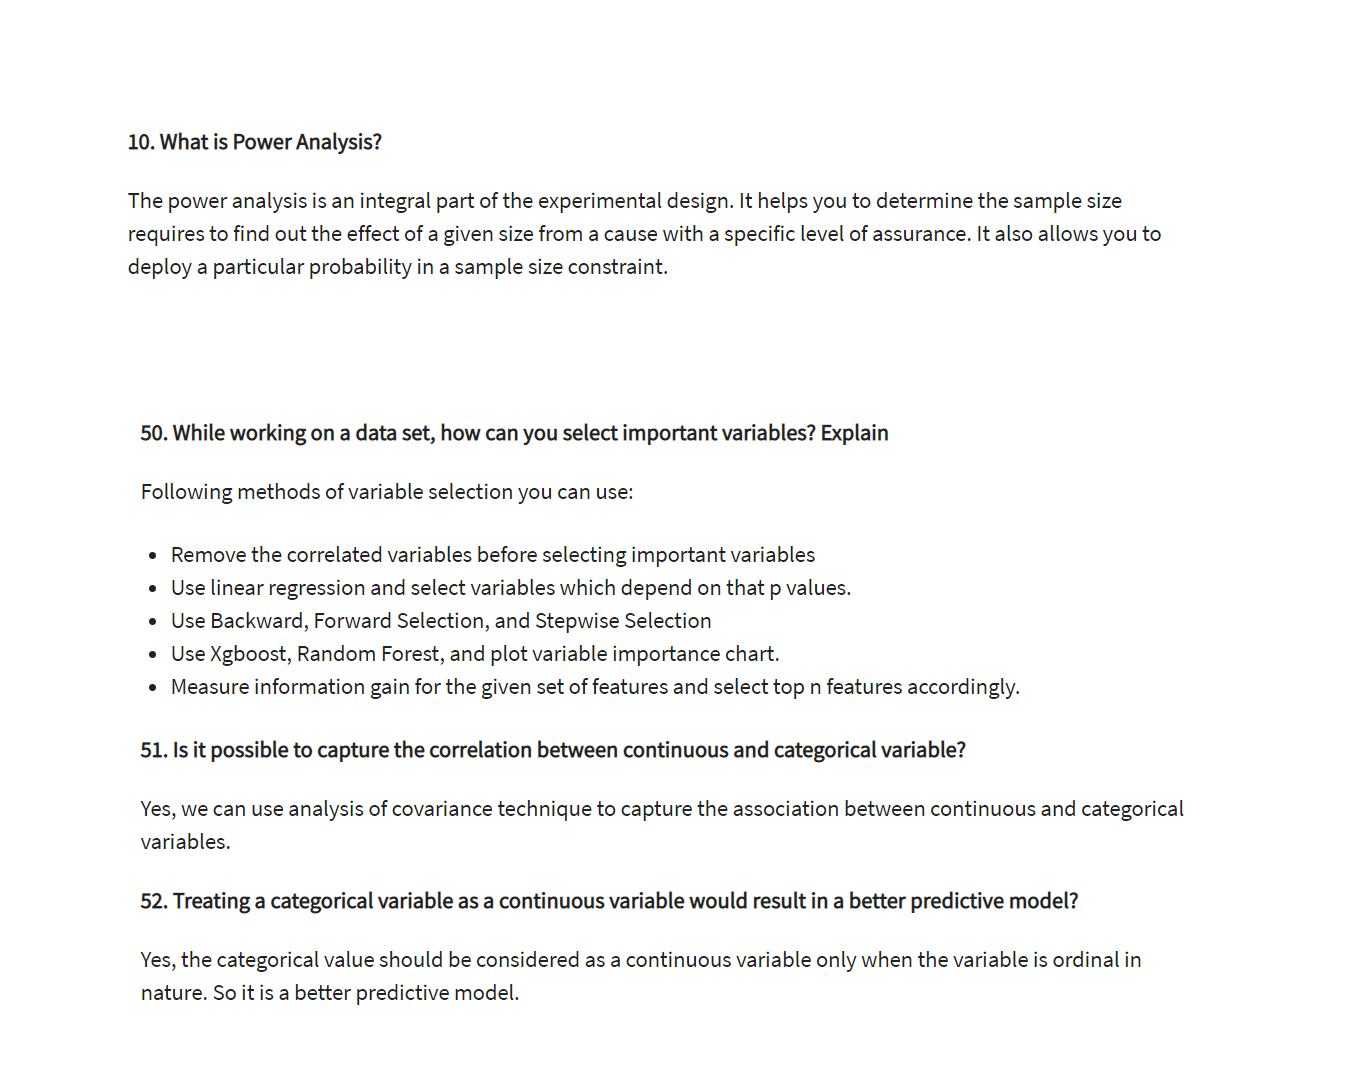 10. What is Power Analysis?
The power analysis is an integral part of the experimental design. It helps you to determine the sample size
requires to find out the effect of a given size from a cause with a specific level of assurance. It also allows you to
deploy a particular probability in a sample size constraint.
50. While working on a data set, how can you select important variables? Explain
Following methods of variable selection you can use:
• Remove the correlated variables before selecting important variables
• Use linear regression and select variables which depend on that p values.
• Use Backward, Forward Selection, and Stepwise Selection
• Use Xgboost, Random Forest, and plot variable importance chart.
• Measure information gain for the given set of features and select top n features accordingly.
51. Is it possible to capture the correlation between continuous and categorical variable?
Yes, we can use analysis of covariance technique to capture the association between continuous and categorical
variables.
52. Treating a categorical variable as a continuous variable would result in a better predictive model?
Yes, the categorical value should be considered as a continuous variable only when the variable is ordinal in
nature. So it is a better predictive model.